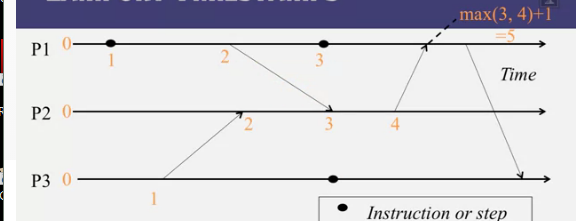 max(3, 4)+1
=5
P1 0
1
2
3
Time
P2 0
2
3
4
P3 0
1
Instruction or step